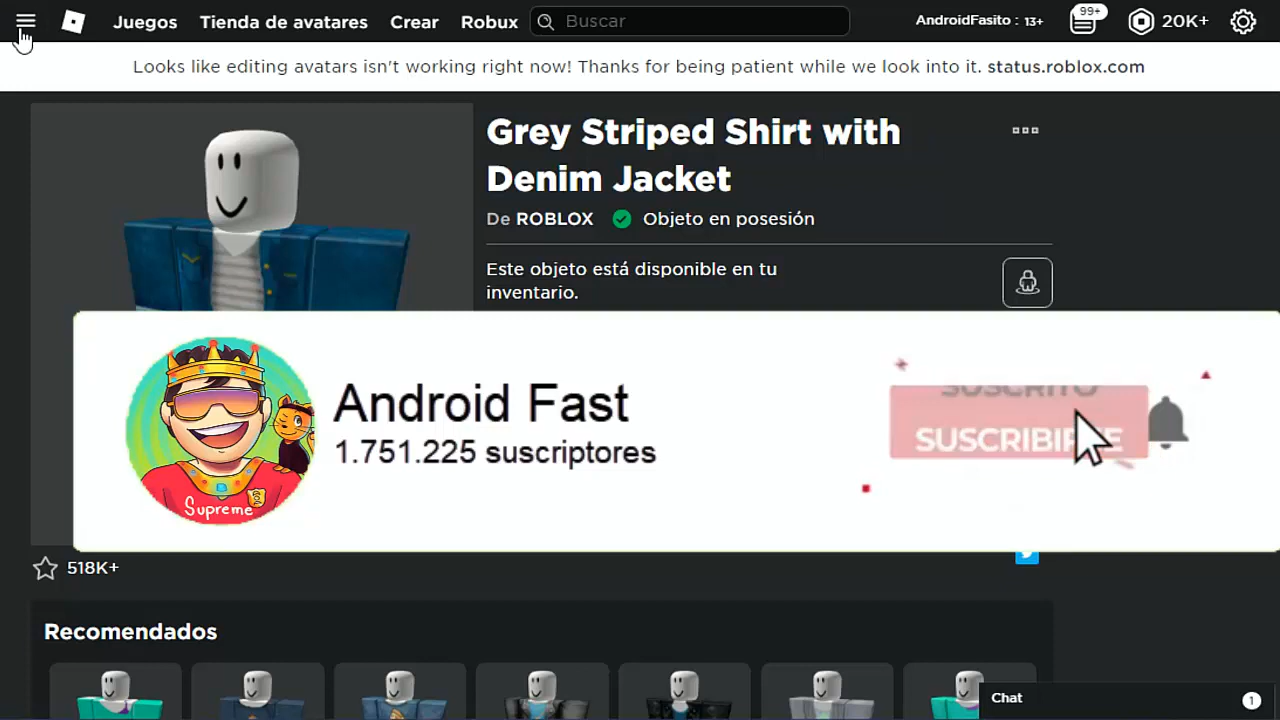 Juegos Tienda de avatares Crear Robux Buscar AndroidFasito : 13+ 99+ 20K+
Looks like editing avatars isn't working right now! Thanks for being patient while we look into it. status.roblox.com
Grey Striped Shirt with
Denim Jacket
De ROBLOX Objeto en posesión
Este objeto está disponible en tu
inventario.
Android Fast
1.751.225 suscriptores
Supreme
SUSCRITO
SUSCRIBIRTE
518K+
Recomendados
Chat 1